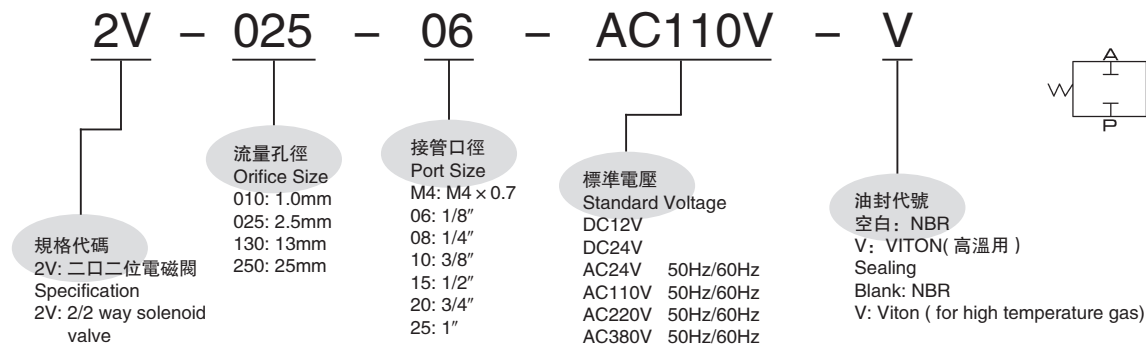 2V – 025 – 06 – AC110V – V
規格代碼
2V: 二口二位電磁閥
Specification
2V: 2/2 way solenoid
valve
流量孔徑
Orifice Size
010: 1.0mm
025: 2.5mm
130: 13mm
250: 25mm
接管口徑
Port Size
M4: M4×0.7
06: 1/8″
08: 1/4″
10: 3/8″
15: 1/2″
20: 3/4″
25: 1″
標準電壓
Standard Voltage
DC12V
DC24V
AC24V 50Hz/60Hz
AC110V 50Hz/60Hz
AC220V 50Hz/60Hz
AC380V 50Hz/60Hz
油封代號
空白：NBR
V：VITON(高溫用)
Sealing
Blank: NBR
V: Viton ( for high temperature gas)
A
P